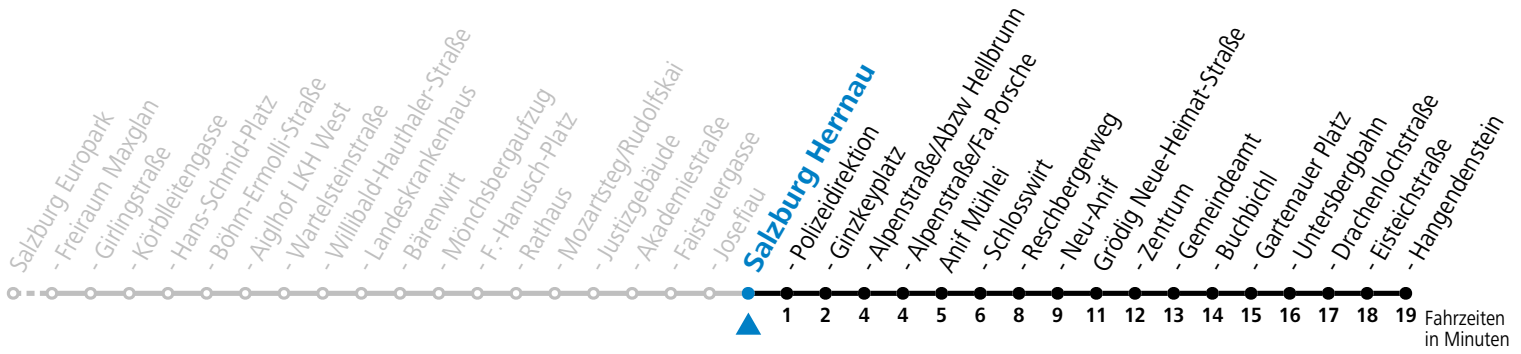 Salzburg Europark
- Freiraum Maxglan
- Girlingstraße
- Körblleitengasse
- Hans-Schmid-Platz
- Böhm-Ermolli-Straße
- Aiglhof LKH West
- Wartelsteinstraße
- Willibald-Hauthaler-Straße
- Landeskrankenhaus
- Bärenwirt
- Mönchsbergaufzug
- F.-Hanusch-Platz
- Rathaus
- Mozartsteg/Rudolfskai
- Justizgebäude
- Akademiestraße
- Faistauergasse
- Josefiau
Salzburg Herrnau
- Polizeidirektion
- Ginzkeyplatz
- Alpenstraße/Abzw Hellbrunn
- Alpenstraße/Fa.Porsche
Anif Mühlei
- Schlosswirt
- Reschbergerweg
- Neu-Anif
Grödig Neue-Heimat-Straße
- Zentrum
- Gemeindeamt
- Buchbichl
- Gartenauer Platz
- Untersbergbahn
- Drachenlochstraße
- Eisteichstraße
- Hangendenstein
1 2 4 4 5 6 8 9 11 12 13 14 15 16 17 18 19 Fahrzeiten
in Minuten